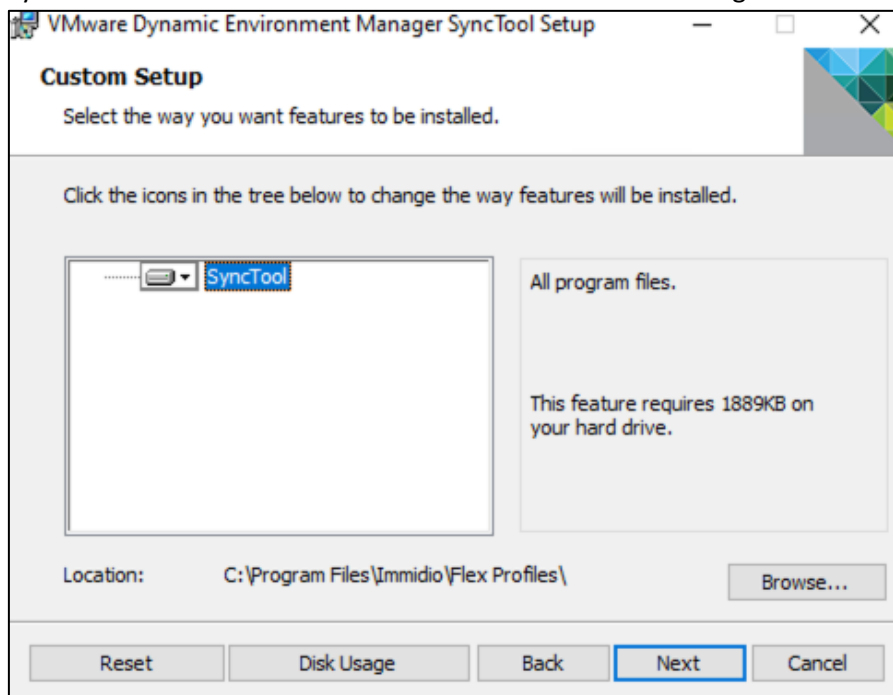 VMware Dynamic Environment Manager SyncTool Setup
Custom Setup
Select the way you want features to be installed.
Click the icons in the tree below to change the way features will be installed.
SyncTool
All program files.
This feature requires 1889KB on
your hard drive.
Location: C:\Program Files\Immidio\Flex Profiles\
Browse...
Reset Disk Usage Back Next Cancel